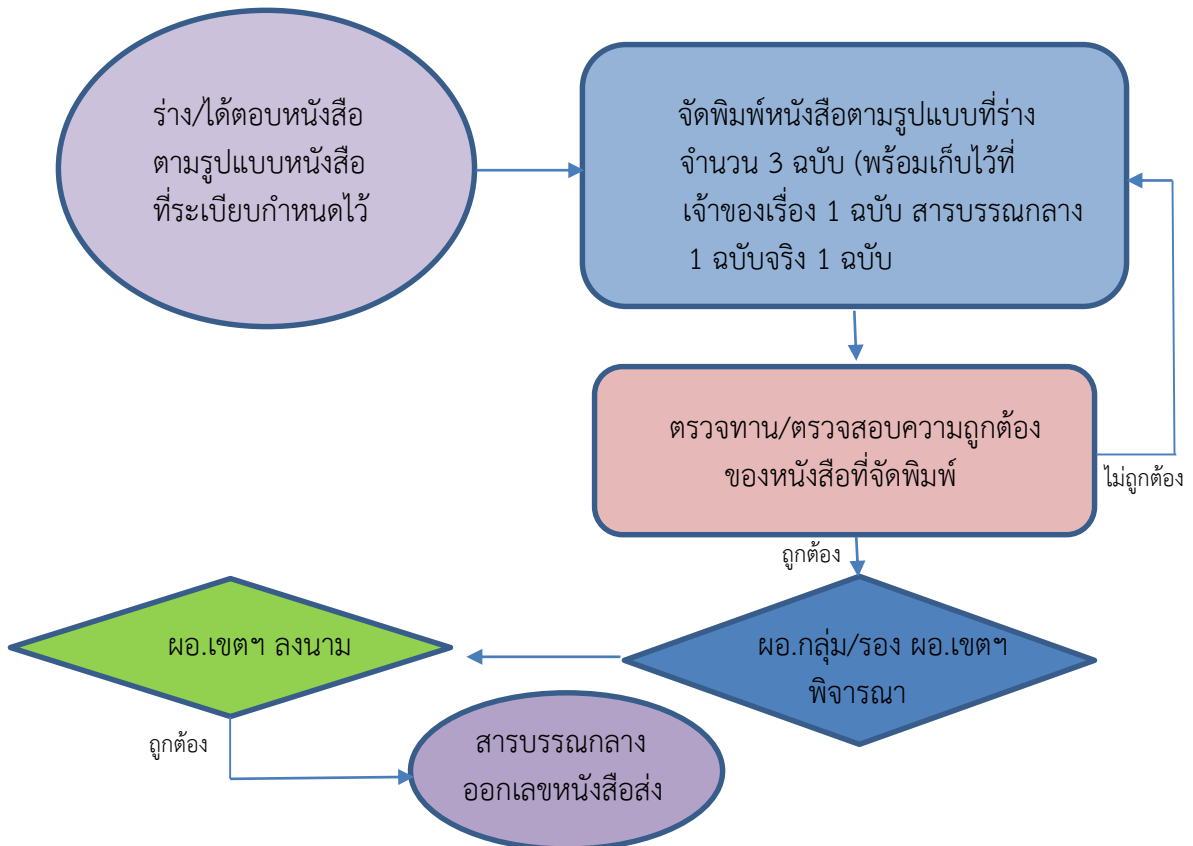 ร่าง/ได้ตอบหนังสือ
ตามรูปแบบหนังสือ
ที่ระเบียบกำหนดไว้
จัดพิมพ์หนังสือตามรูปแบบที่ร่าง
จำนวน 3 ฉบับ (พร้อมเก็บไว้ที่
เจ้าของเรื่อง 1 ฉบับ สารบรรณกลาง
1 ฉบับจริง 1 ฉบับ
ตรวจทาน/ตรวจสอบความถูกต้อง
ของหนังสือที่จัดพิมพ์
ไม่ถูกต้อง
ถูกต้อง
ผอ.กลุ่ม/รอง ผอ.เขตฯ
พิจารณา
ผอ.เขตฯ ลงนาม
ถูกต้อง
สารบรรณกลาง
ออกเลขหนังสือส่ง